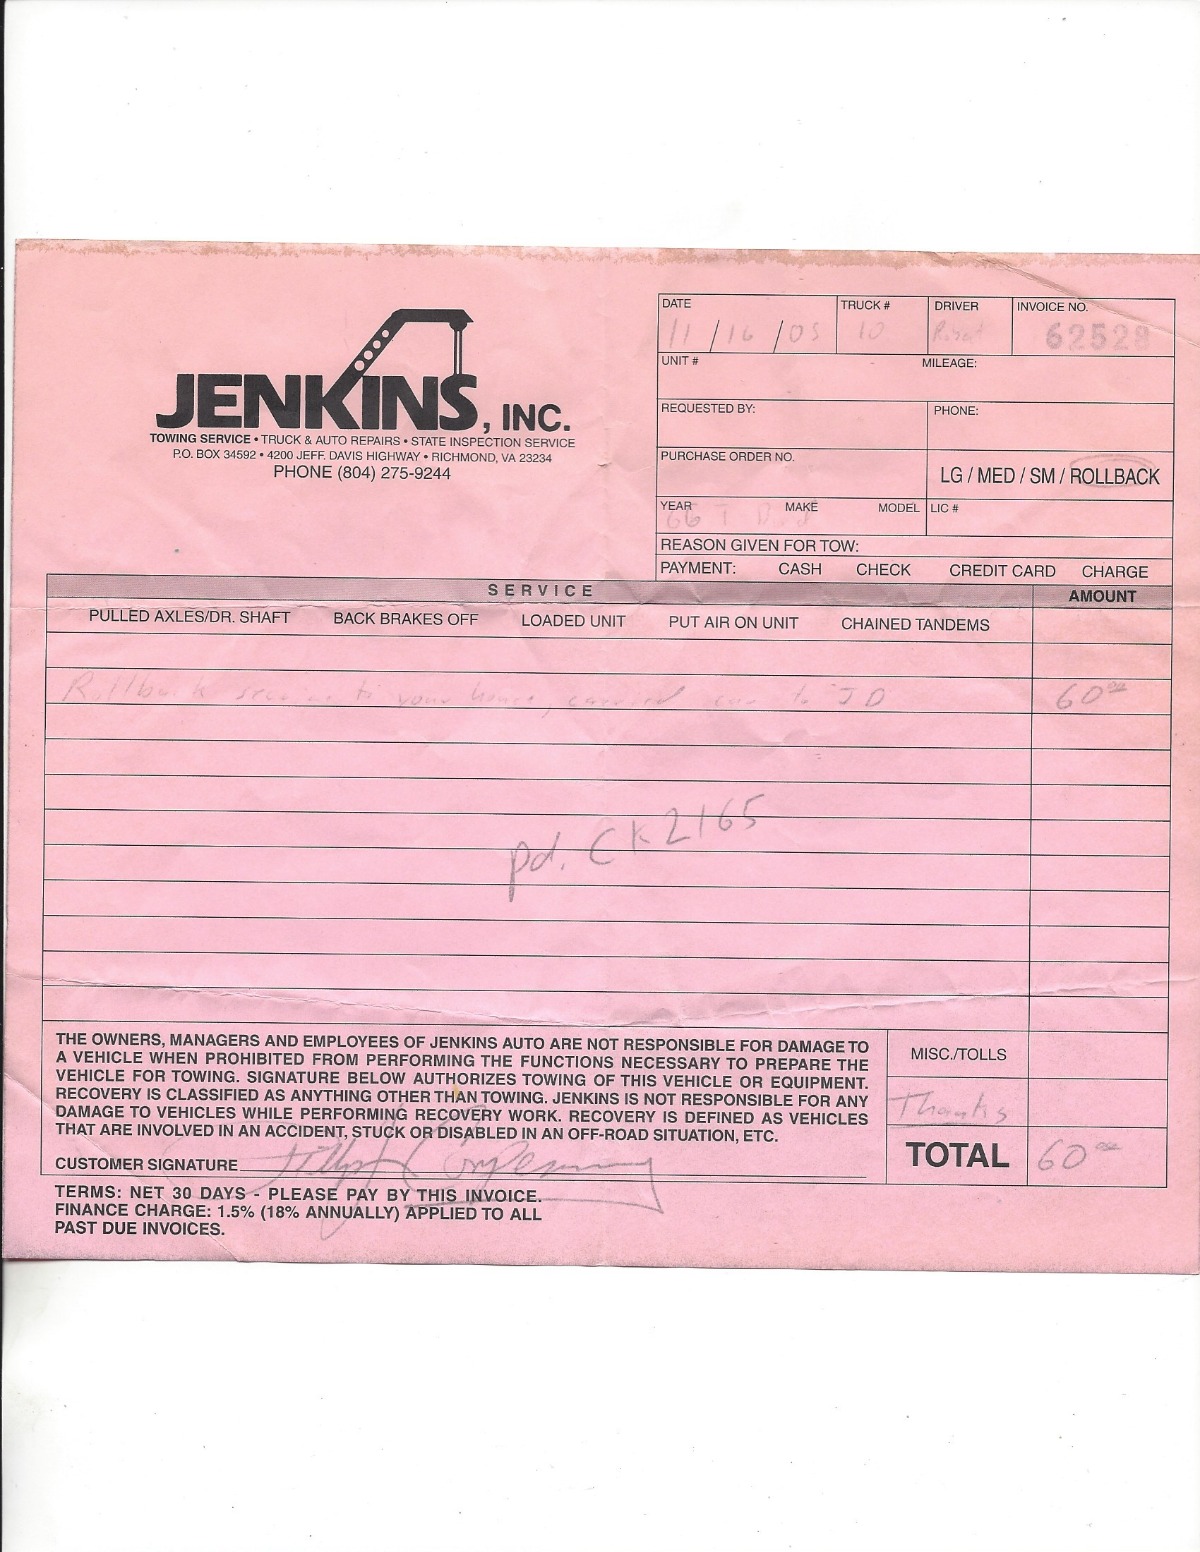 JENKINS, INC.
TOWING SERVICE • TRUCK & AUTO REPAIRS • STATE INSPECTION SERVICE
P.O. BOX 34592 • 4200 JEFF. DAVIS HIGHWAY • RICHMOND, VA 23234
PHONE (804) 275-9244
DATE TRUCK # DRIVER INVOICE NO.
11 / 16 / 05 10 62528
UNIT # MILEAGE:
REQUESTED BY: PHONE:
PURCHASE ORDER NO.
LG / MED / SM / ROLLBACK
YEAR MAKE MODEL LIC #
66 T-Bird
REASON GIVEN FOR TOW:
PAYMENT: CASH CHECK CREDIT CARD CHARGE
SERVICE AMOUNT
PULLED AXLES/DR. SHAFT BACK BRAKES OFF LOADED UNIT PUT AIR ON UNIT CHAINED TANDEMS
Rollback service to your house, carried car to JD 60 00
pd. CK 2165
THE OWNERS, MANAGERS AND EMPLOYEES OF JENKINS AUTO ARE NOT RESPONSIBLE FOR DAMAGE TO
A VEHICLE WHEN PROHIBITED FROM PERFORMING THE FUNCTIONS NECESSARY TO PREPARE THE
VEHICLE FOR TOWING. SIGNATURE BELOW AUTHORIZES TOWING OF THIS VEHICLE OR EQUIPMENT.
RECOVERY IS CLASSIFIED AS ANYTHING OTHER THAN TOWING. JENKINS IS NOT RESPONSIBLE FOR ANY
DAMAGE TO VEHICLES WHILE PERFORMING RECOVERY WORK. RECOVERY IS DEFINED AS VEHICLES
THAT ARE INVOLVED IN AN ACCIDENT, STUCK OR DISABLED IN AN OFF-ROAD SITUATION, ETC.
CUSTOMER SIGNATURE
MISC./TOLLS
Thanks
TOTAL 60 00
TERMS: NET 30 DAYS - PLEASE PAY BY THIS INVOICE.
FINANCE CHARGE: 1.5% (18% ANNUALLY) APPLIED TO ALL
PAST DUE INVOICES.